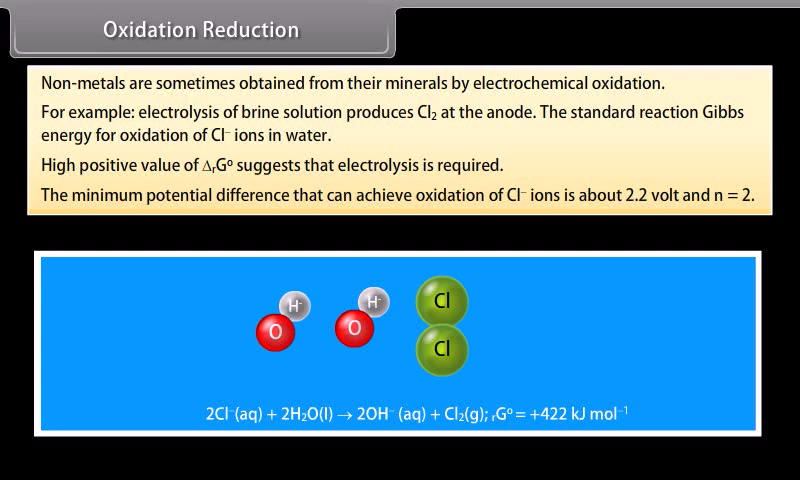 Oxidation Reduction
Non-metals are sometimes obtained from their minerals by electrochemical oxidation.
For example: electrolysis of brine solution produces Cl₂ at the anode. The standard reaction Gibbs
energy for oxidation of Cl⁻ ions in water.
High positive value of ΔᵣGº suggests that electrolysis is required.
The minimum potential difference that can achieve oxidation of Cl⁻ ions is about 2.2 volt and n = 2.
H⁻ H⁻ Cl
O O
Cl
2Cl⁻(aq) + 2H₂O(l) → 2OH⁻ (aq) + Cl₂(g); ᵣGº = +422 kJ mol⁻¹